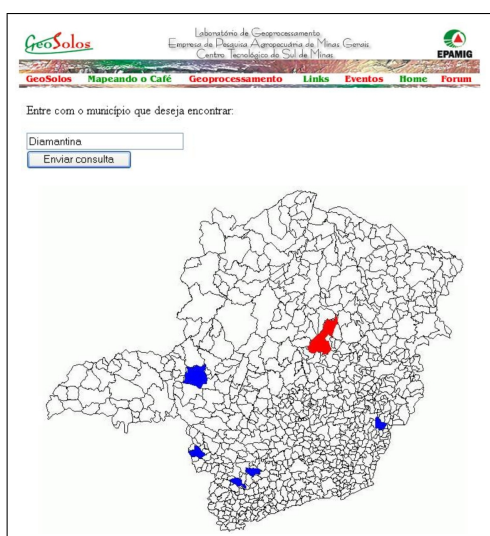 GeoSolos
Laboratório de Geoprocessamento
Empresa de Pesquisa Agropecuária de Minas Gerais
Centro Tecnológico do Sul de Minas
EPAMIG
GeoSolos Mapeando o Café Geoprocessamento Links Eventos Home Forum
Entre com o município que deseja encontrar:
Diamantina
Enviar consulta